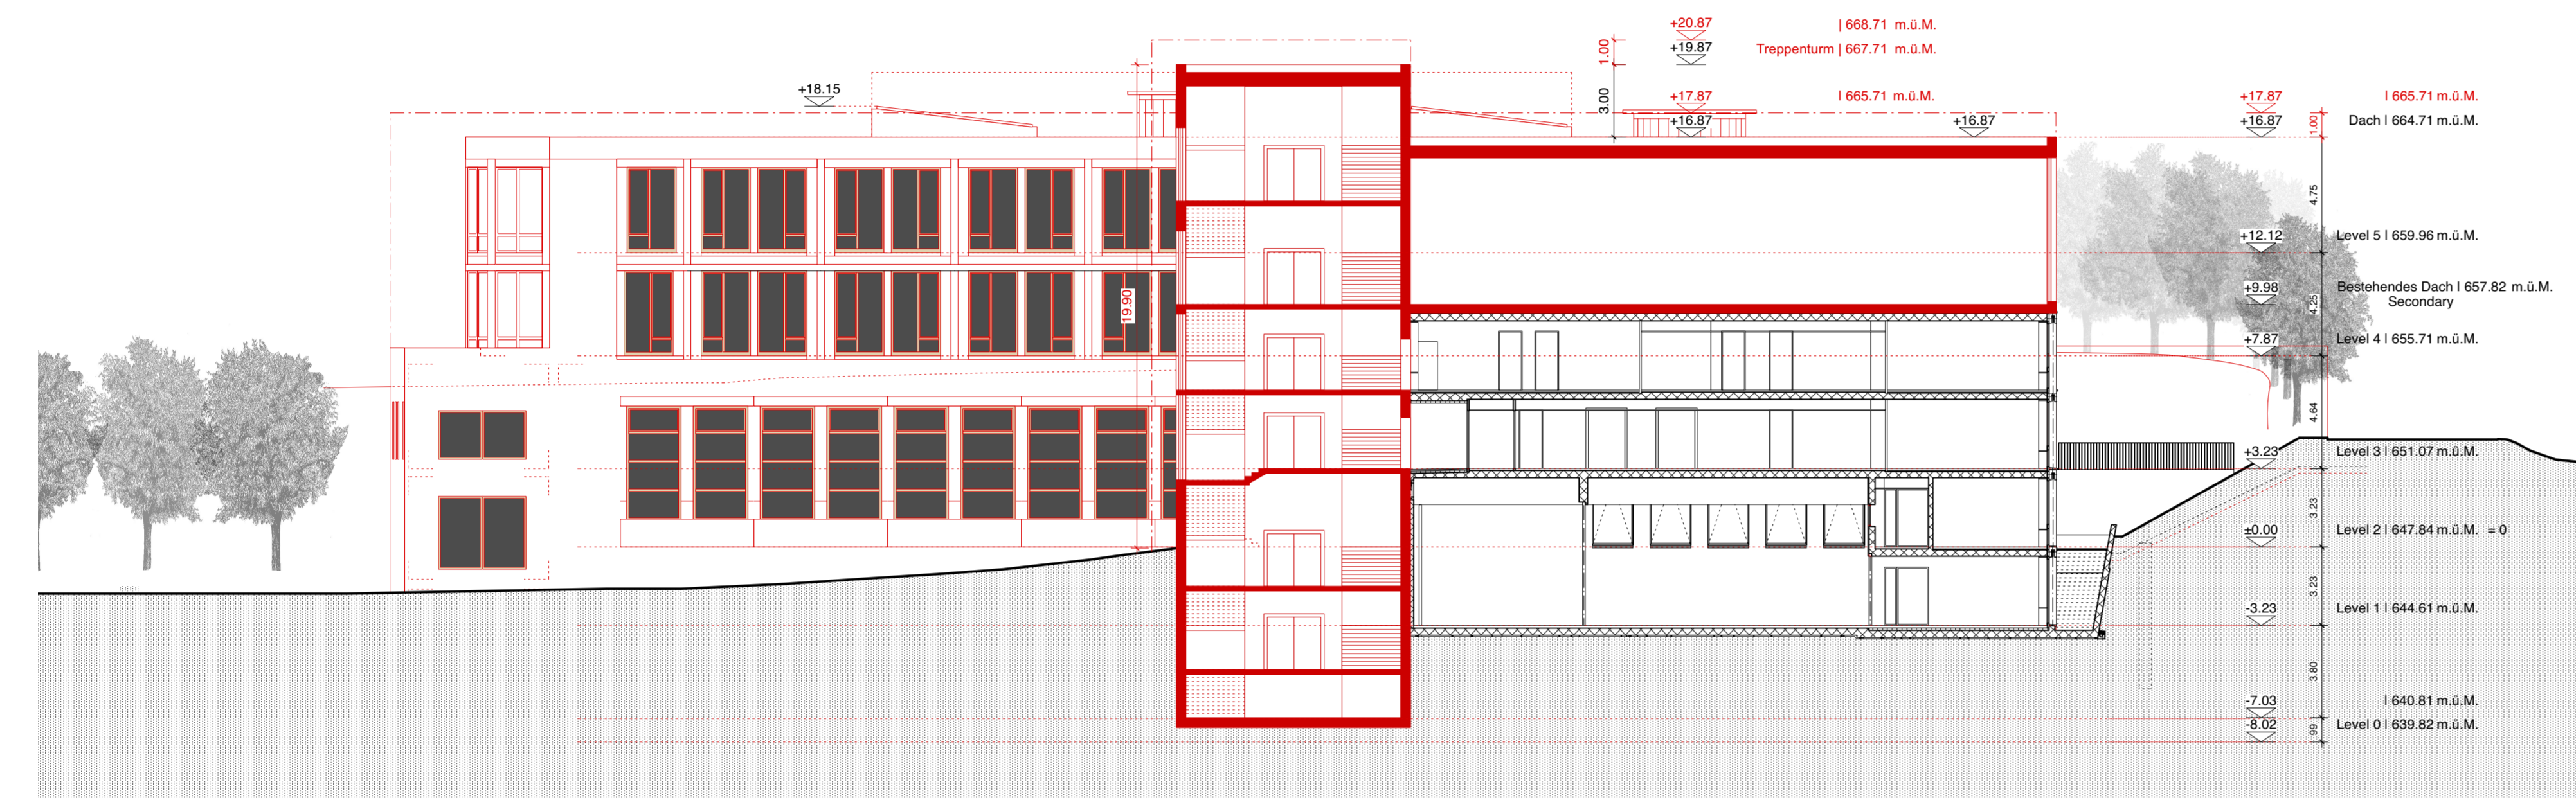 +20.87 | 668.71 m.ü.M.
1.00
+19.87 Treppenturm | 667.71 m.ü.M.
+18.15
3.00
+17.87 | 665.71 m.ü.M.
+17.87 | 665.71 m.ü.M.
+16.87
+16.87
1.00
+16.87 Dach | 664.71 m.ü.M.
4.75
+12.12 Level 5 | 659.96 m.ü.M.
19.90
+9.98 Bestehendes Dach | 657.82 m.ü.M.
Secondary
4.25
+7.87 Level 4 | 655.71 m.ü.M.
4.64
+3.23 Level 3 | 651.07 m.ü.M.
3.23
±0.00 Level 2 | 647.84 m.ü.M. = 0
3.23
-3.23 Level 1 | 644.61 m.ü.M.
3.80
-7.03 | 640.81 m.ü.M.
-8.02 Level 0 | 639.82 m.ü.M.
99